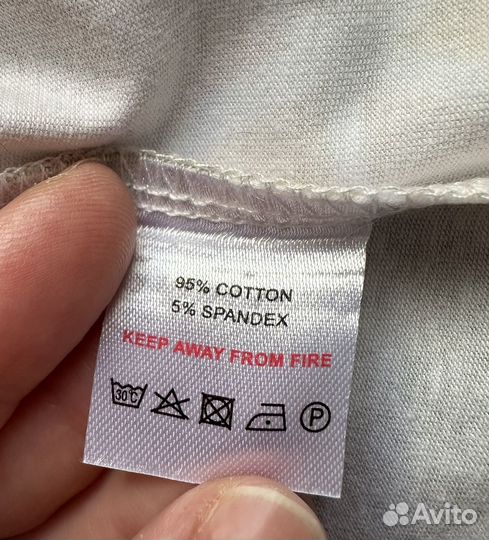 95% COTTON
5% SPANDEX
KEEP AWAY FROM FIRE
30°C P
Avito